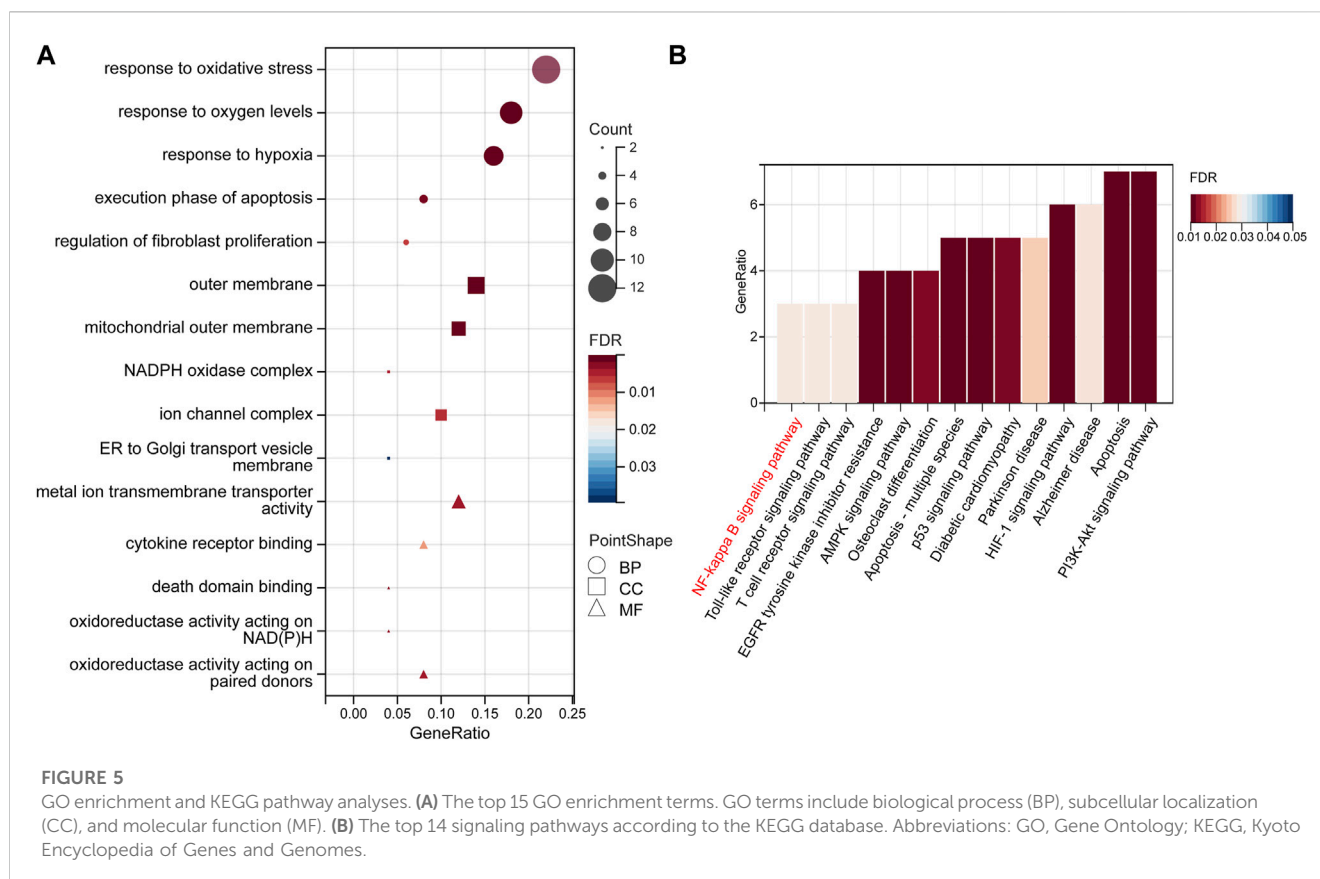 A
response to oxidative stress
response to oxygen levels
response to hypoxia
execution phase of apoptosis
regulation of fibroblast proliferation
outer membrane
mitochondrial outer membrane
NADPH oxidase complex
ion channel complex
ER to Golgi transport vesicle
membrane
metal ion transmembrane transporter
activity
cytokine receptor binding
death domain binding
oxidoreductase activity acting on
NAD(P)H
oxidoreductase activity acting on
paired donors
0.00 0.05 0.10 0.15 0.20 0.25
GeneRatio
Count
2
4
6
8
10
12
FDR
0.01
0.02
0.03
PointShape
BP
CC
MF
B
GeneRatio
6
4
2
0
NF-kappa B signaling pathway
Toll-like receptor signaling pathway
T cell receptor signaling pathway
EGFR tyrosine kinase inhibitor resistance
AMPK signaling pathway
Osteoclast differentiation
Apoptosis - multiple species
p53 signaling pathway
Diabetic cardiomyopathy
Parkinson disease
HIF-1 signaling pathway
Alzheimer disease
Apoptosis
PI3K-Akt signaling pathway
FDR
0.01 0.02 0.03 0.04 0.05
FIGURE 5
GO enrichment and KEGG pathway analyses. (A) The top 15 GO enrichment terms. GO terms include biological process (BP), subcellular localization
(CC), and molecular function (MF). (B) The top 14 signaling pathways according to the KEGG database. Abbreviations: GO, Gene Ontology; KEGG, Kyoto
Encyclopedia of Genes and Genomes.